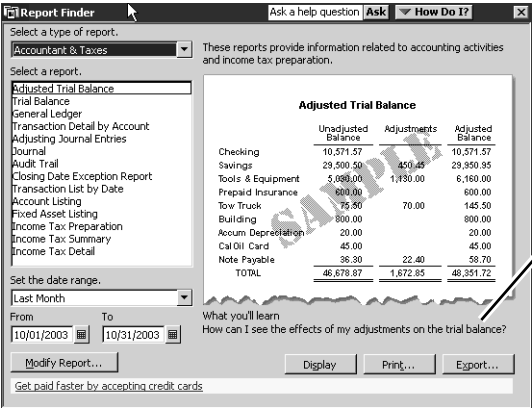 Report Finder
Ask a help question Ask How Do I?
Select a type of report.
Accountant & Taxes
These reports provide information related to accounting activities
and income tax preparation.
Select a report.
Adjusted Trial Balance
Trial Balance
General Ledger
Transaction Detail by Account
Adjusting Journal Entries
Journal
Audit Trail
Closing Date Exception Report
Transaction List by Date
Account Listing
Fixed Asset Listing
Income Tax Preparation
Income Tax Summary
Income Tax Detail
Adjusted Trial Balance
Unadjusted Balance Adjustments Adjusted Balance
Checking 10,571.57 10,571.57
Savings 29,500.50 450.45 29,950.95
Tools & Equipment 5,030.00 1,130.00 6,160.00
Prepaid Insurance 600.00 600.00
Tow Truck 75.50 70.00 145.50
Building 800.00 800.00
Accum Depreciation 20.00 20.00
Cal Oil Card 45.00 45.00
Note Payable 36.30 22.40 58.70
TOTAL 46,678.87 1,672.85 48,351.72
SAMPLE
Set the date range.
Last Month
From To
10/01/2003 10/31/2003
What you'll learn
How can I see the effects of my adjustments on the trial balance?
Modify Report...
Display Print... Export...
Get paid faster by accepting credit cards